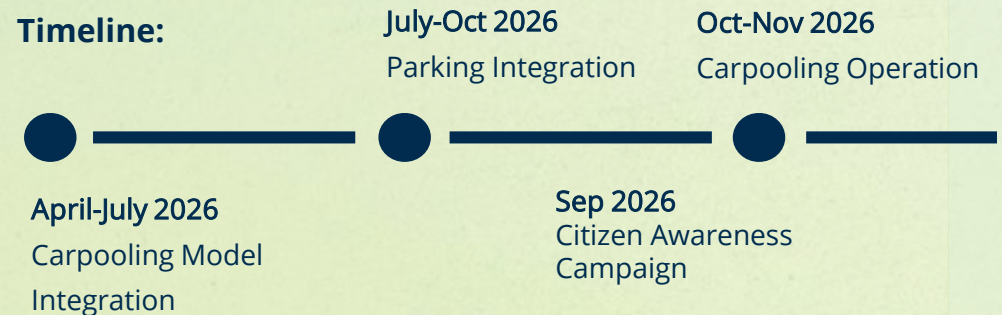 Timeline:
July-Oct 2026
Parking Integration
Oct-Nov 2026
Carpooling Operation
April-July 2026
Carpooling Model
Integration
Sep 2026
Citizen Awareness
Campaign